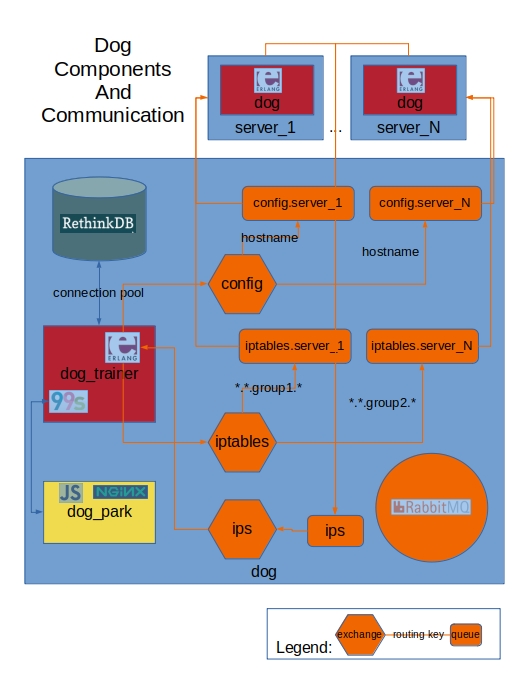 Dog
Components
And
Communication
ERLANG
dog
server_1
...
ERLANG
dog
server_N
RethinkDB
config.server_1
config.server_N
hostname
hostname
config
connection pool
ERLANG
dog_trainer
99s
iptables.server_1
iptables.server_N
*.*.group1.*
*.*.group2.*
iptables
JS
NGINX
dog_park
ips
ips
RabbitMQ
dog
Legend:
exchange
routing key
queue